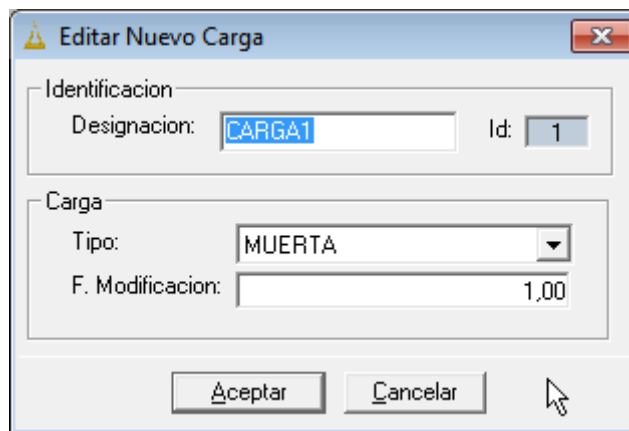 Editar Nuevo Carga
Identificacion
Designacion: CARGA1 Id: 1
Carga
Tipo: MUERTA
F. Modificacion: 1,00
Aceptar Cancelar